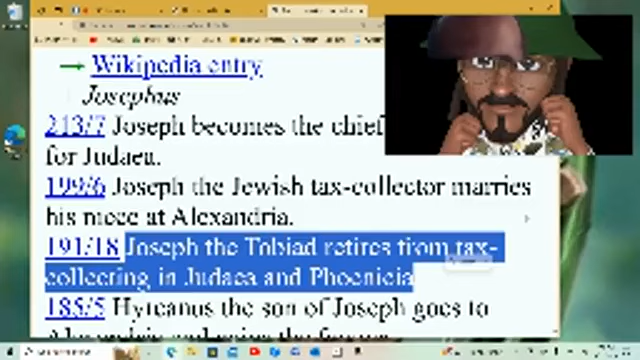 → Wikipedia entry
Josephus
213/7 Joseph becomes the chief
for Judaea.
199/6 Joseph the Jewish tax-collector marries
his niece at Alexandria.
191/18 Joseph the Tobiad retires from tax-
collecting in Judaea and Phoenicia
185/5 Hyrcanus the son of Joseph goes to